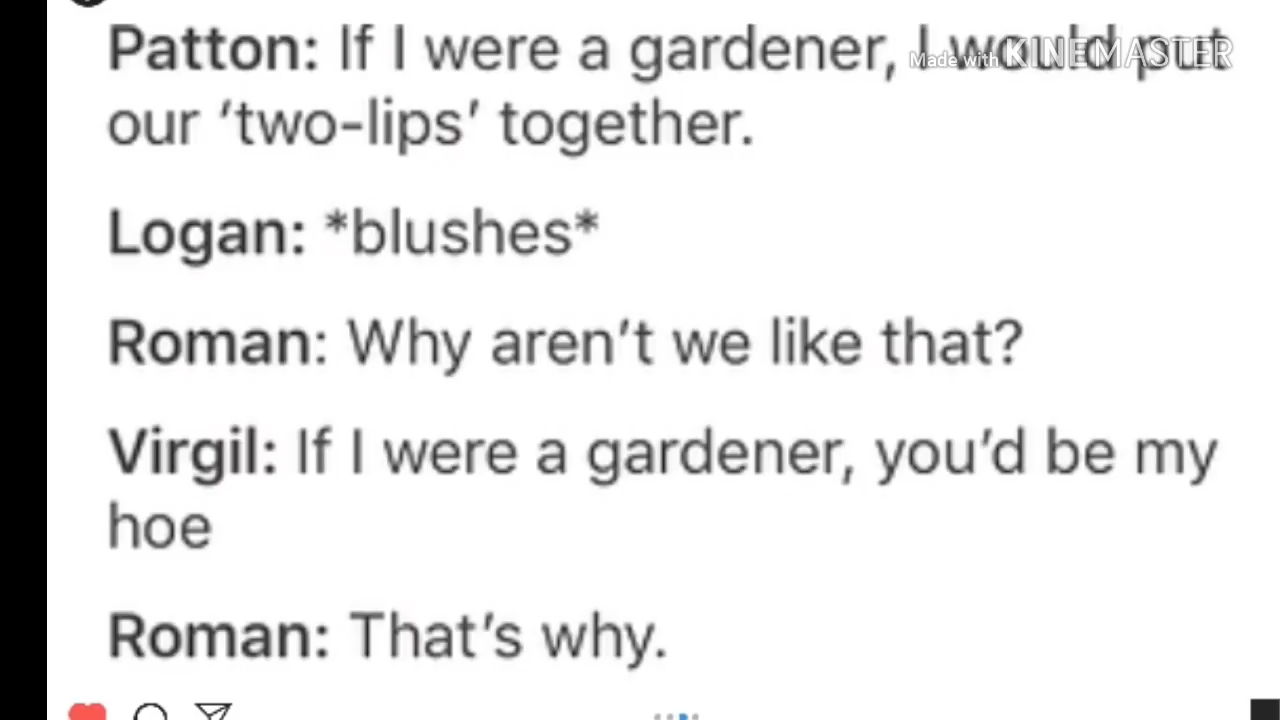 Patton: If I were a gardener, I would put
Made with KINEMASTER
our ‘two-lips’ together.
Logan: *blushes*
Roman: Why aren’t we like that?
Virgil: If I were a gardener, you’d be my
hoe
Roman: That’s why.